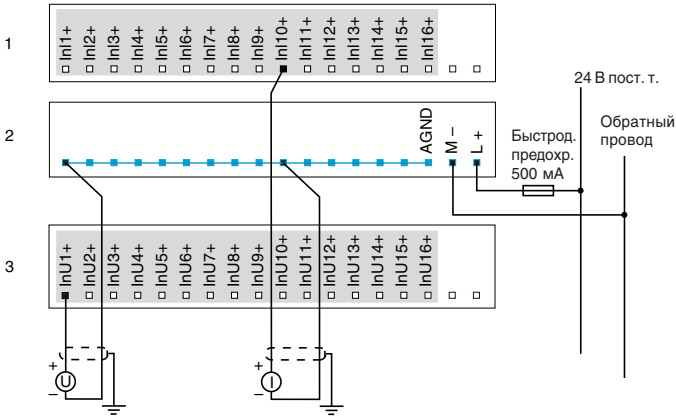 1
InI1+
InI2+
InI3+
InI4+
InI5+
InI6+
InI7+
InI8+
InI9+
InI10+
InI11+
InI12+
InI13+
InI14+
InI15+
InI16+
24 В пост. т.
2
AGND
M –
L +
Быстрод.
предохр.
500 мА
Обратный
провод
3
InU1+
InU2+
InU3+
InU4+
InU5+
InU6+
InU7+
InU8+
InU9+
InU10+
InU11+
InU12+
InU13+
InU14+
InU15+
InU16+
+
U
–
+
I
–